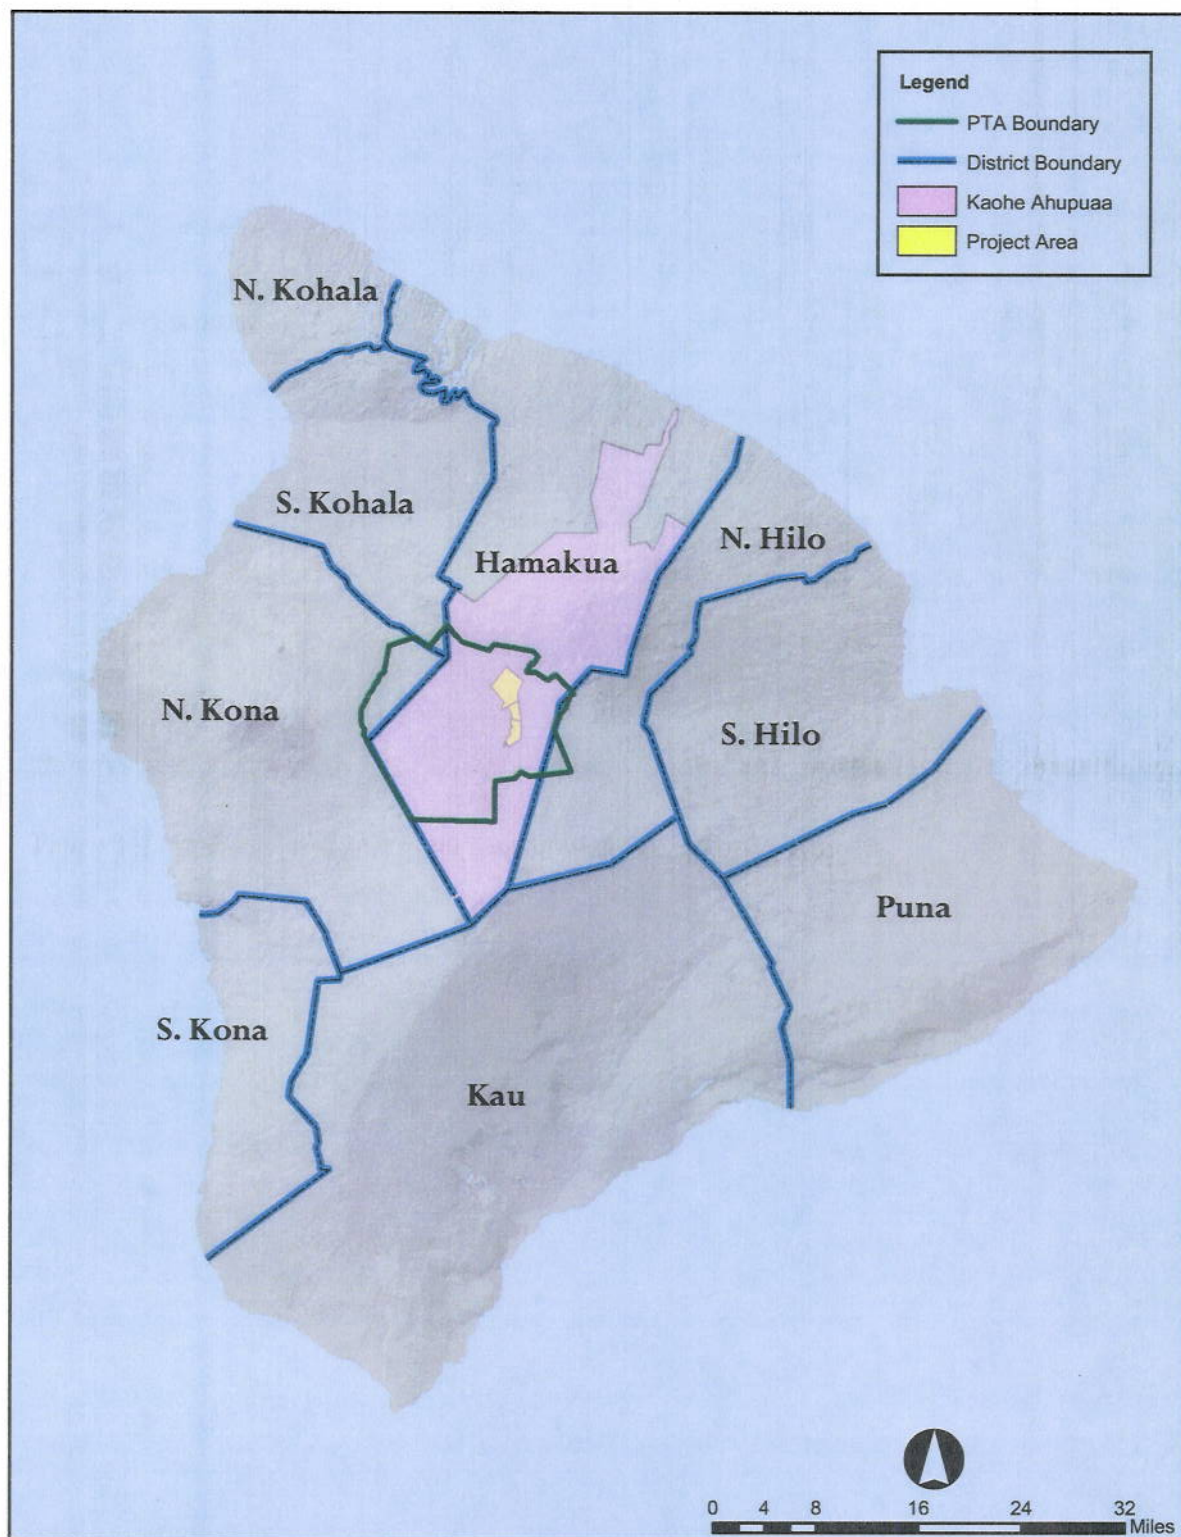 Legend
PTA Boundary
District Boundary
Kaohe Ahupuaa
Project Area
N. Kohala
S. Kohala
Hamakua
N. Hilo
N. Kona
S. Hilo
Puna
S. Kona
Kau
0 4 8 16 24 32
Miles